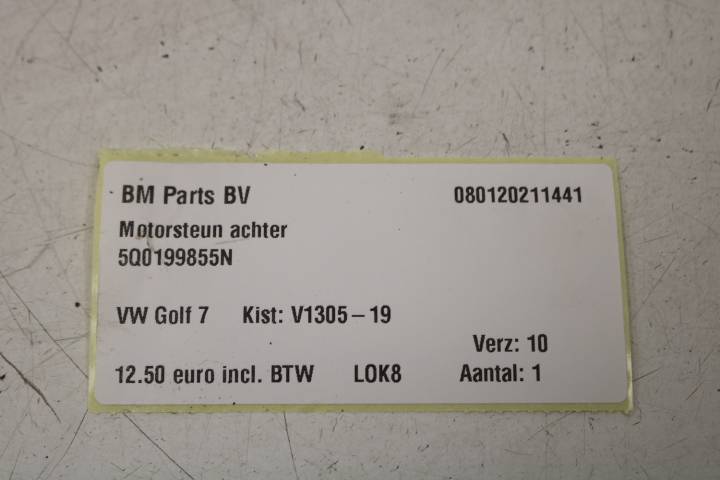 BM Parts BV 080120211441
Motorsteun achter
5Q0199855N
VW Golf 7 Kist: V1305-19
Verz: 10
12.50 euro incl. BTW LOK8 Aantal: 1